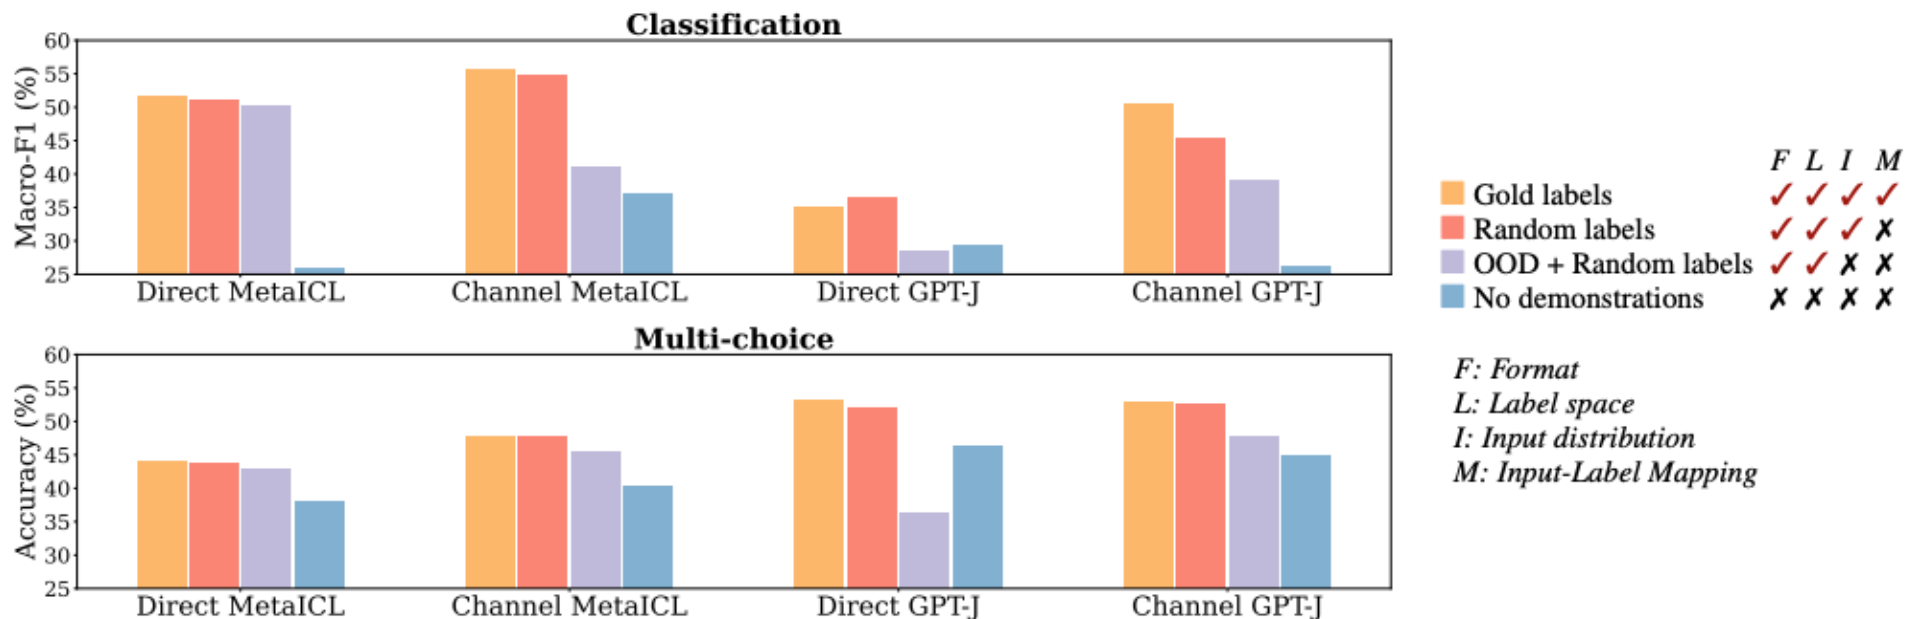 Classification
Macro-F1 (%)
60
55
50
45
40
35
30
25
Direct MetaICL
Channel MetaICL
Direct GPT-J
Channel GPT-J
Multi-choice
Accuracy (%)
60
55
50
45
40
35
30
25
Direct MetaICL
Channel MetaICL
Direct GPT-J
Channel GPT-J
F L I M
Gold labels ✓ ✓ ✓ ✓
Random labels ✓ ✓ ✓ ✗
OOD + Random labels ✓ ✓ ✗ ✗
No demonstrations ✗ ✗ ✗ ✗
F: Format
L: Label space
I: Input distribution
M: Input-Label Mapping